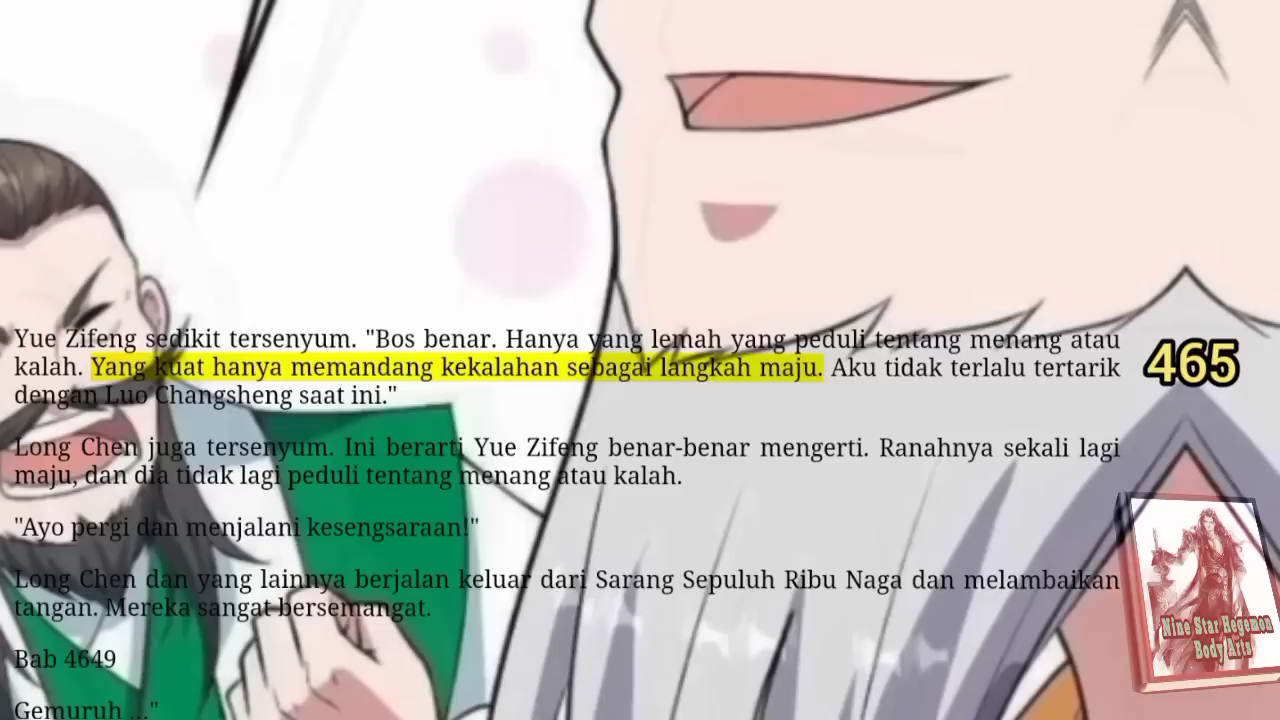 Yue Zifeng sedikit tersenyum. "Bos benar. Hanya yang lemah yang peduli tentang menang atau
kalah. Yang kuat hanya memandang kekalahan sebagai langkah maju. Aku tidak terlalu tertarik
dengan Luo Changsheng saat ini."
465
Long Chen juga tersenyum. Ini berarti Yue Zifeng benar-benar mengerti. Ranahnya sekali lagi
maju, dan dia tidak lagi peduli tentang menang atau kalah.
"Ayo pergi dan menjalani kesengsaraan!"
Long Chen dan yang lainnya berjalan keluar dari Sarang Sepuluh Ribu Naga dan melambaikan
tangan. Mereka sangat bersemangat.
Nine Star Hegemon
Body Arts
Bab 4649
Gemuruh ..."